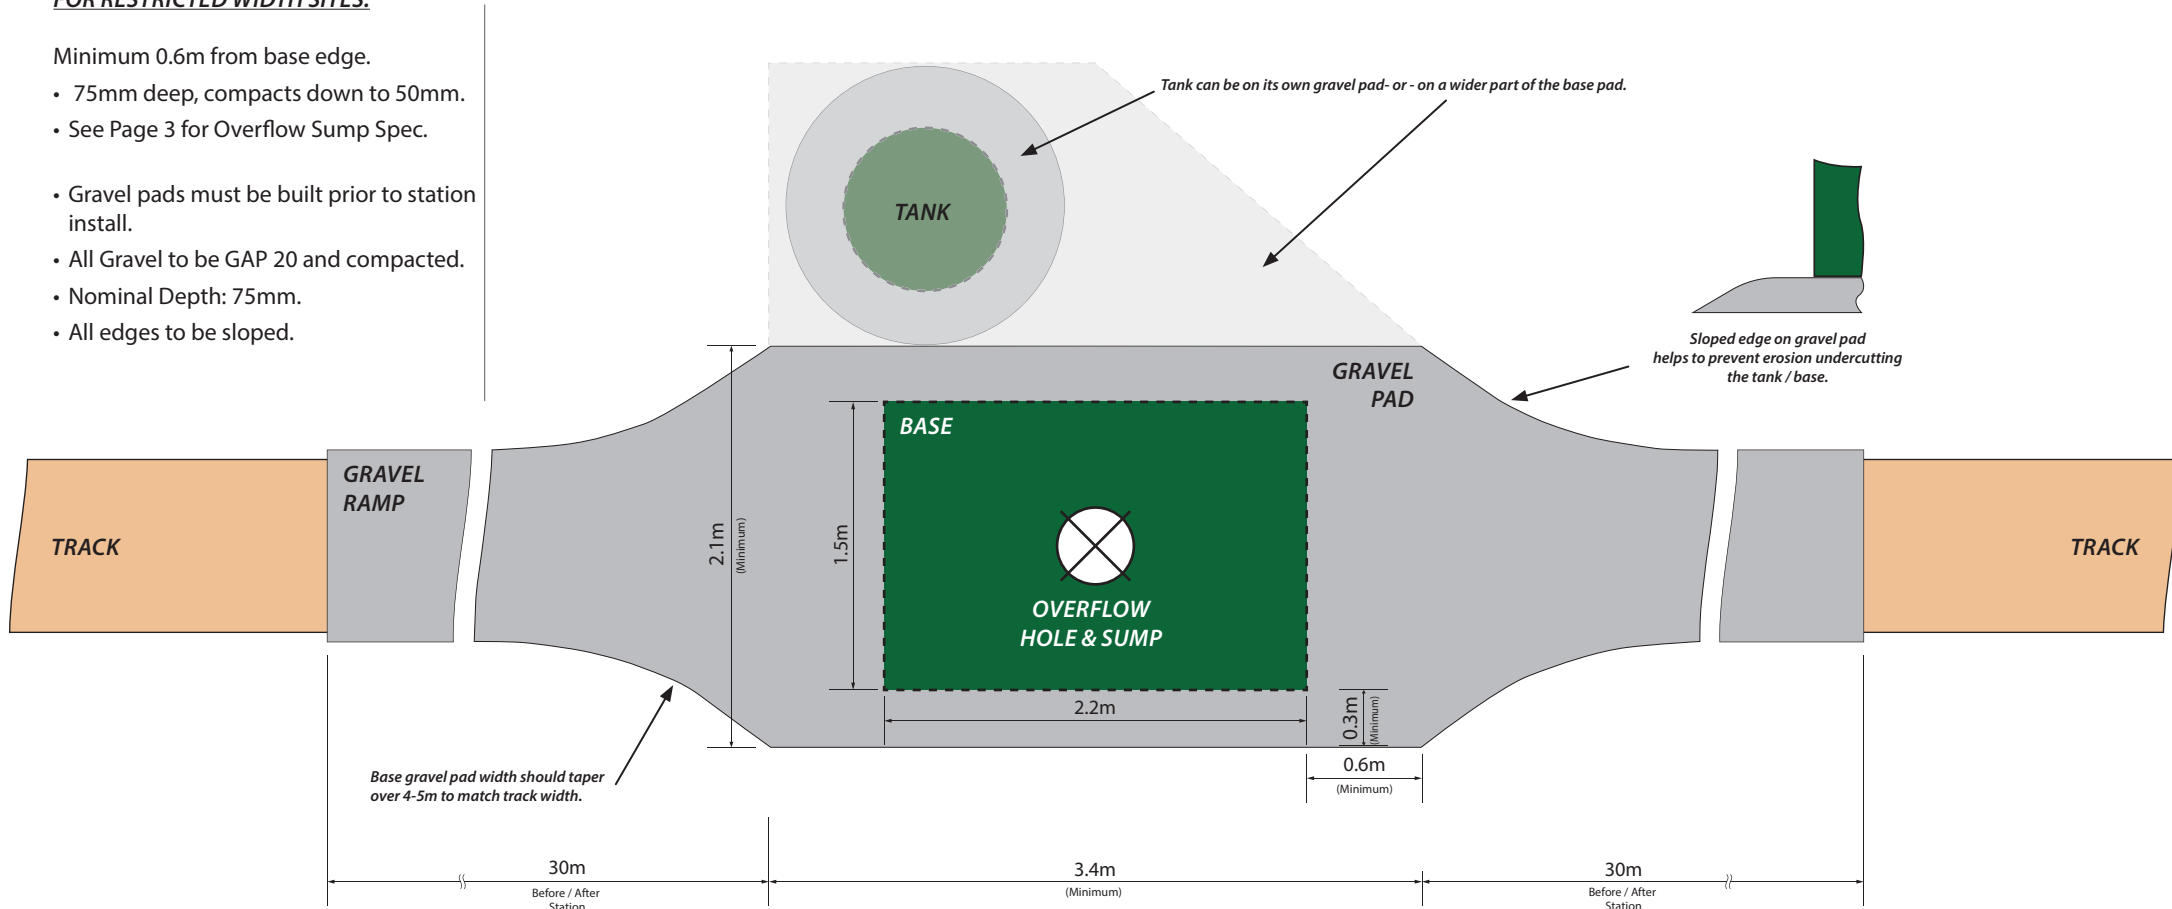 FOR RESTRICTED WIDTH SITES:
Minimum 0.6m from base edge.
• 75mm deep, compacts down to 50mm.
• See Page 3 for Overflow Sump Spec.
• Gravel pads must be built prior to station
install.
• All Gravel to be GAP 20 and compacted.
• Nominal Depth: 75mm.
• All edges to be sloped.
Tank can be on its own gravel pad- or - on a wider part of the base pad.
TANK
Sloped edge on gravel pad
helps to prevent erosion undercutting
the tank / base.
GRAVEL
PAD
BASE
GRAVEL
RAMP
TRACK
TRACK
2.1m
(Minimum)
1.5m
OVERFLOW
HOLE & SUMP
2.2m
0.3m
(Minimum)
0.6m
(Minimum)
Base gravel pad width should taper
over 4-5m to match track width.
30m
Before / After
Station
3.4m
(Minimum)
30m
Before / After
Station